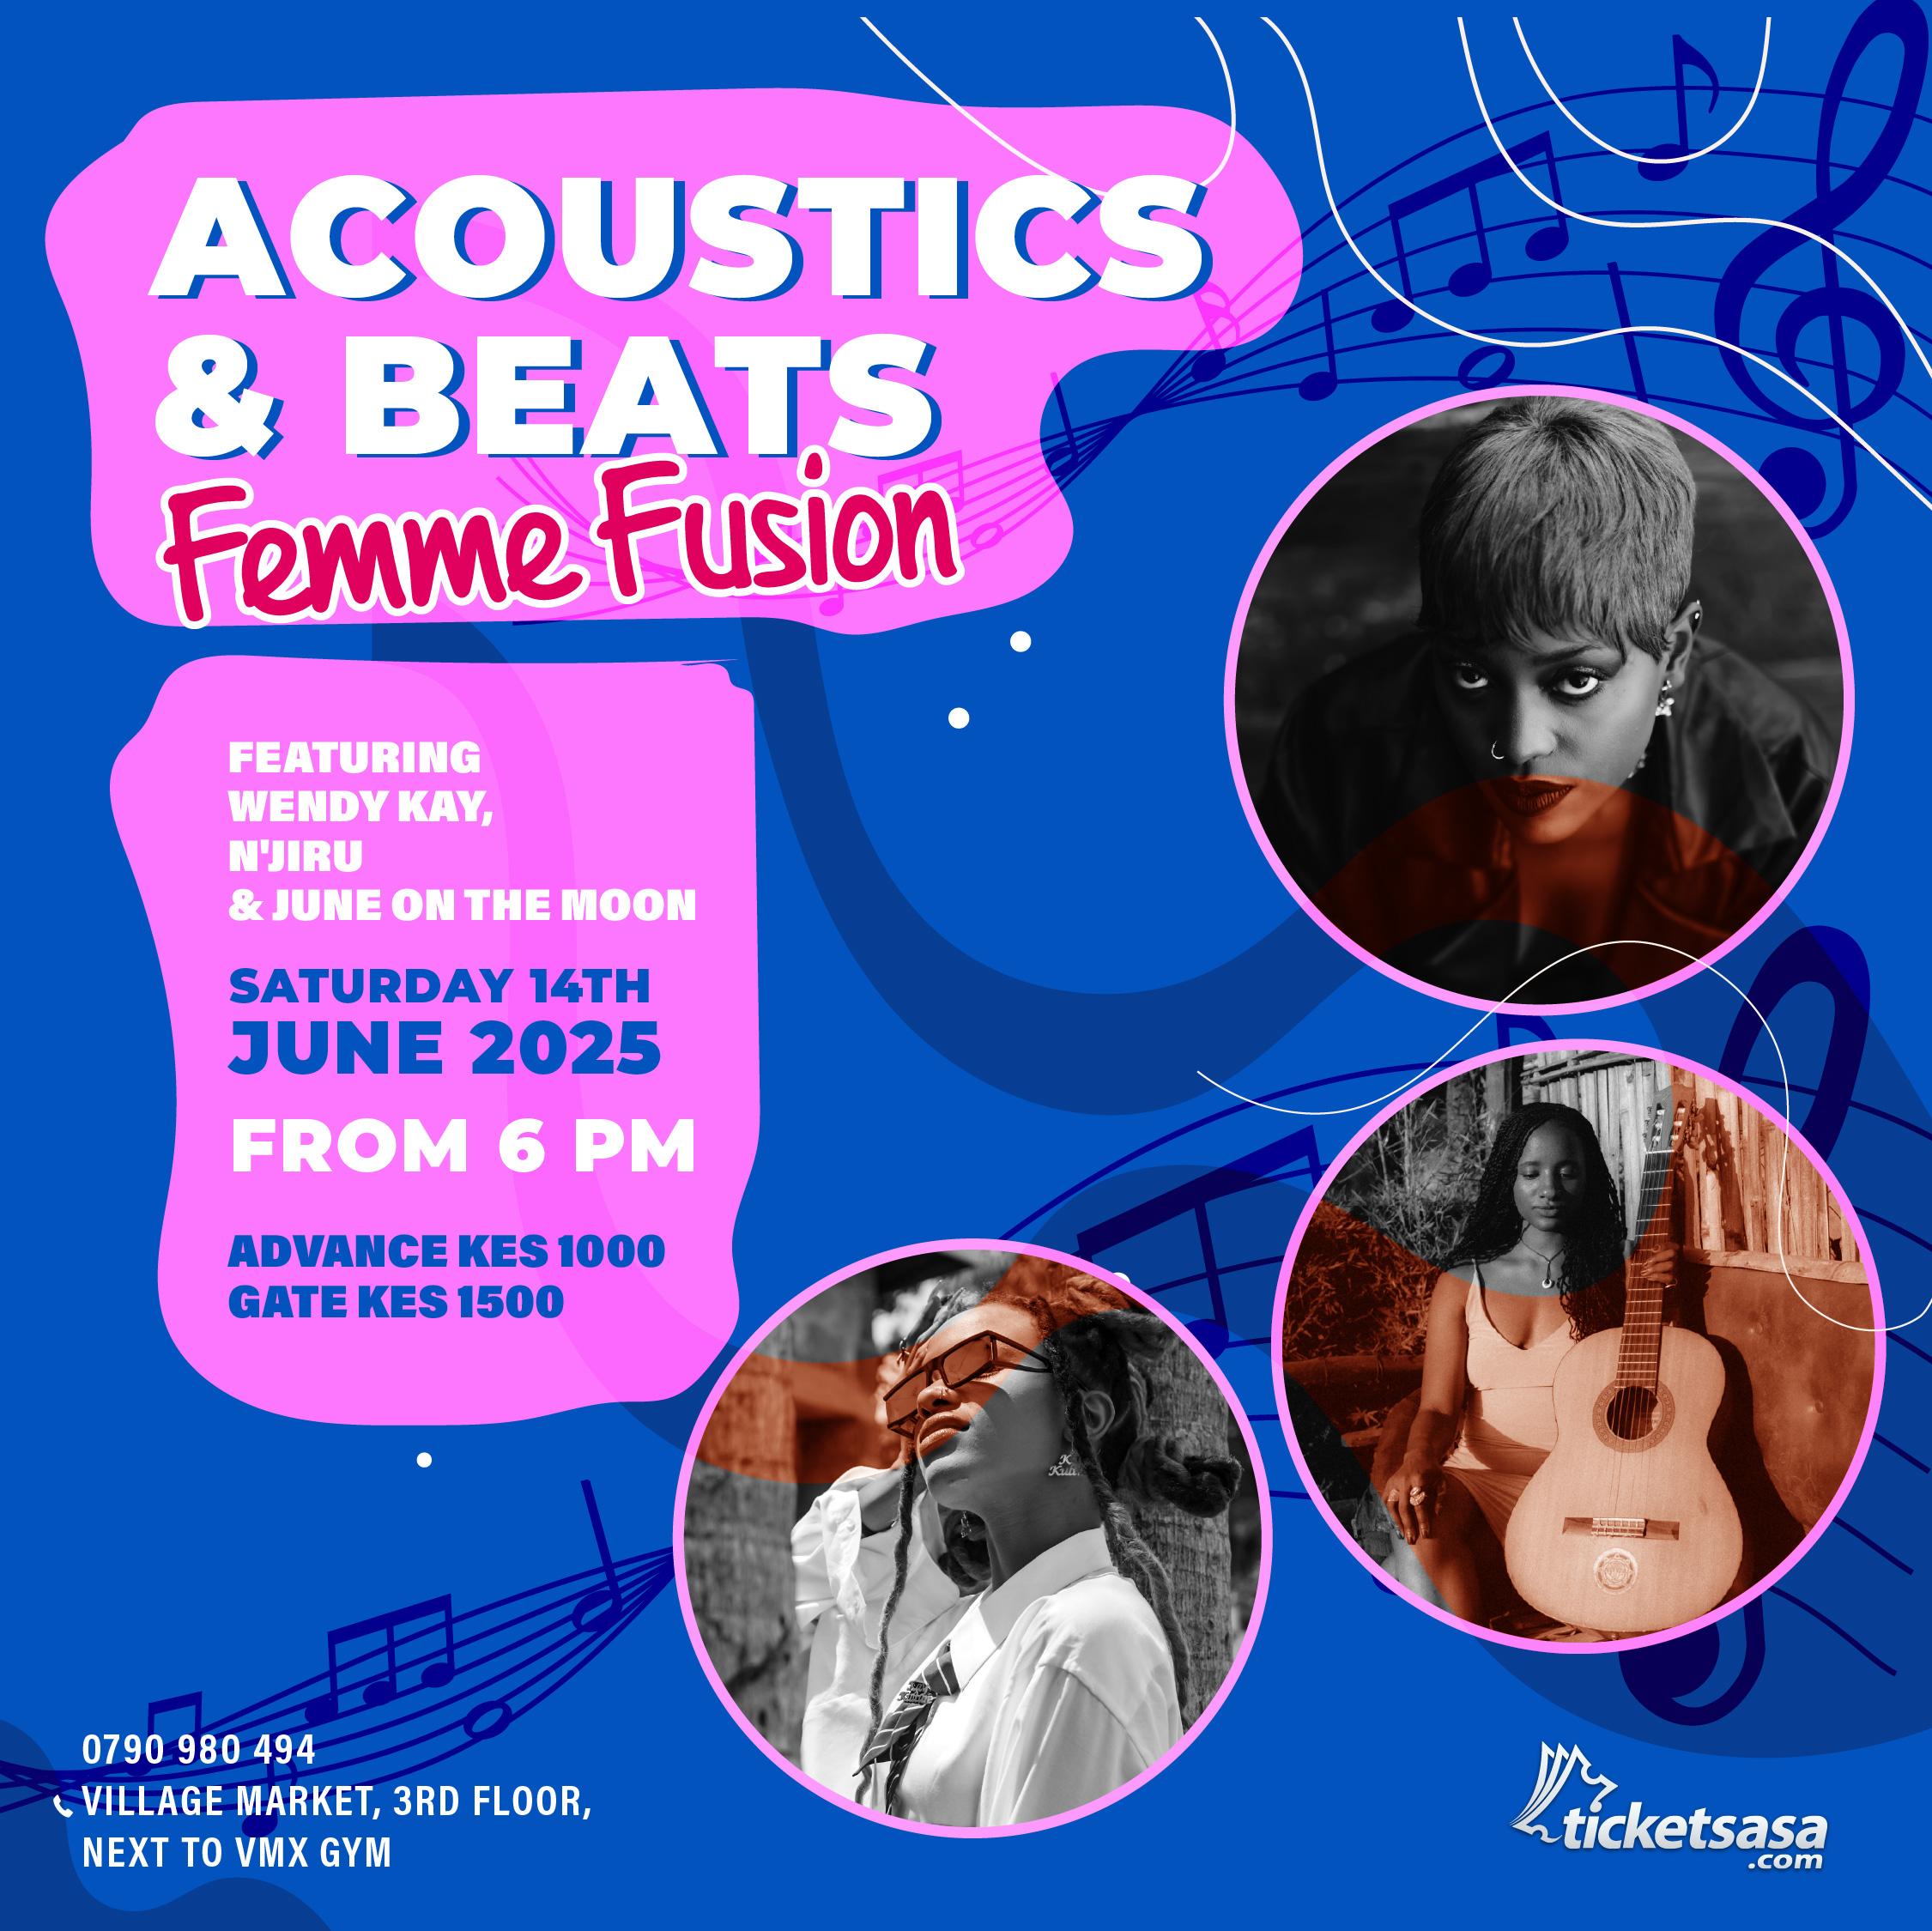 ACOUSTICS
& BEATS
Femme Fusion
FEATURING
WENDY KAY,
N'JIRU
& JUNE ON THE MOON
SATURDAY 14TH
JUNE 2025
FROM 6 PM
ADVANCE KES 1000
GATE KES 1500
0790 980 494
VILLAGE MARKET, 3RD FLOOR,
NEXT TO VMX GYM
ticketsasa
.com